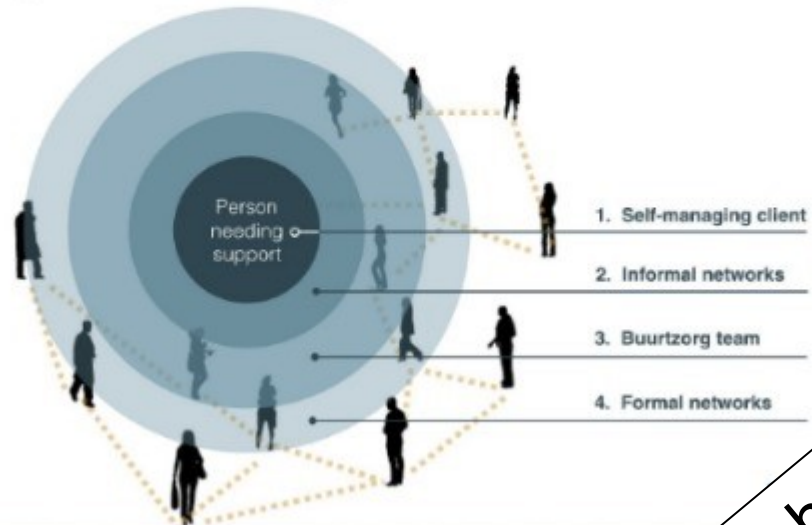 Person
needing
support
1. Self-managing client
2. Informal networks
3. Buurtzorg team
4. Formal networks